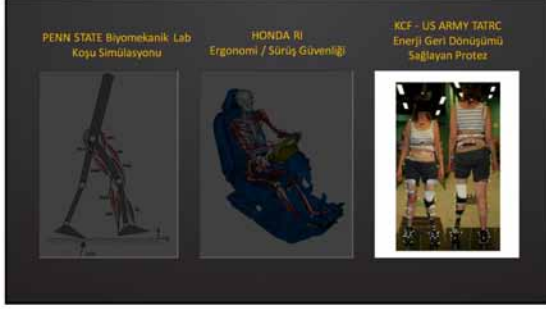 PENN STATE Biyomekanik Lab
Koşu Simülasyonu
HONDA RI
Ergonomi / Sürüş Güvenliği
KCF - US ARMY TATRC
Enerji Geri Dönüşümü
Sağlayan Protez